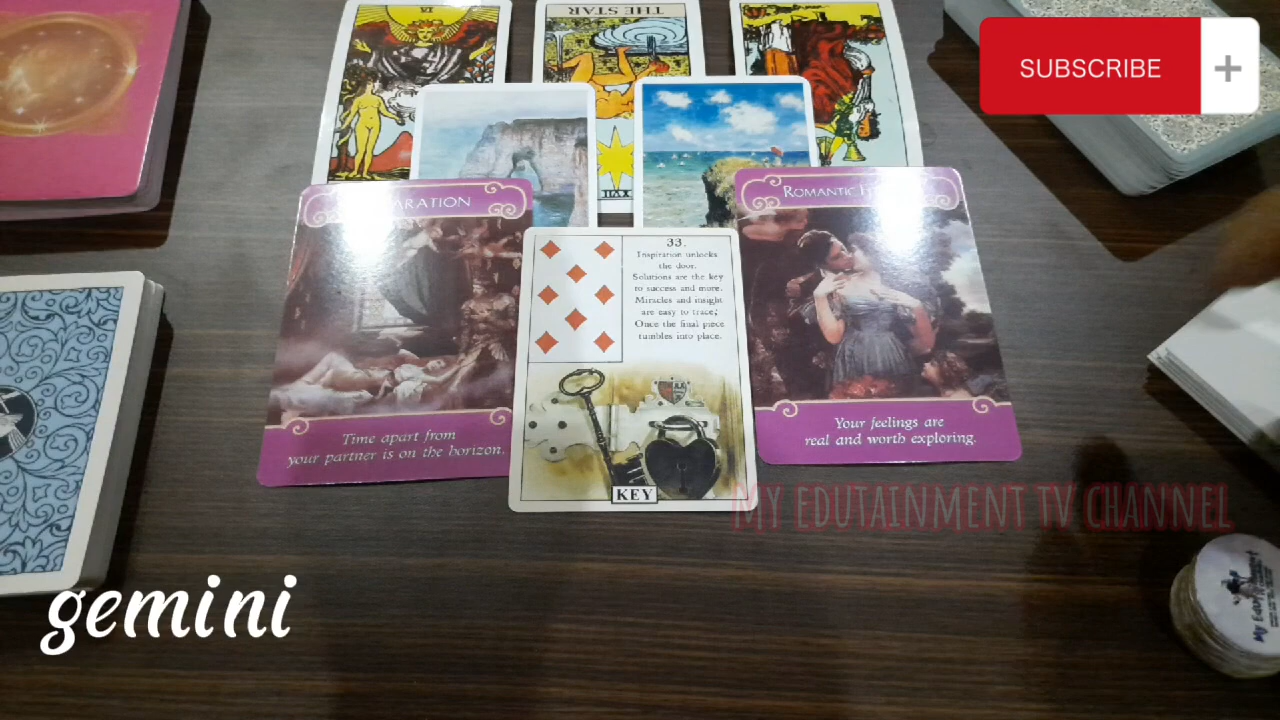 THE STAR
SUBSCRIBE
ROMANTIC
33.
Inspiration unlocks
the door.
Solutions are the key
to success and more.
Miracles and insight
are easy to trace;
Once the final piece
tumbles into place.
Time apart from
your partner is on the horizon.
Your feelings are
real and worth exploring.
KEY
MY EDUTAINMENT TV CHANNEL
gemini